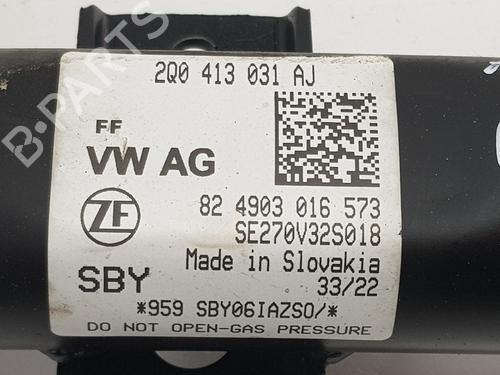 2Q0 413 031 AJ
FF
VW AG
ZF
82 4903 016 573
SE270V32S018
Made in Slovakia
SBY
33/22
*959 SBY06IAZSO/*
DO NOT OPEN-GAS PRESSURE